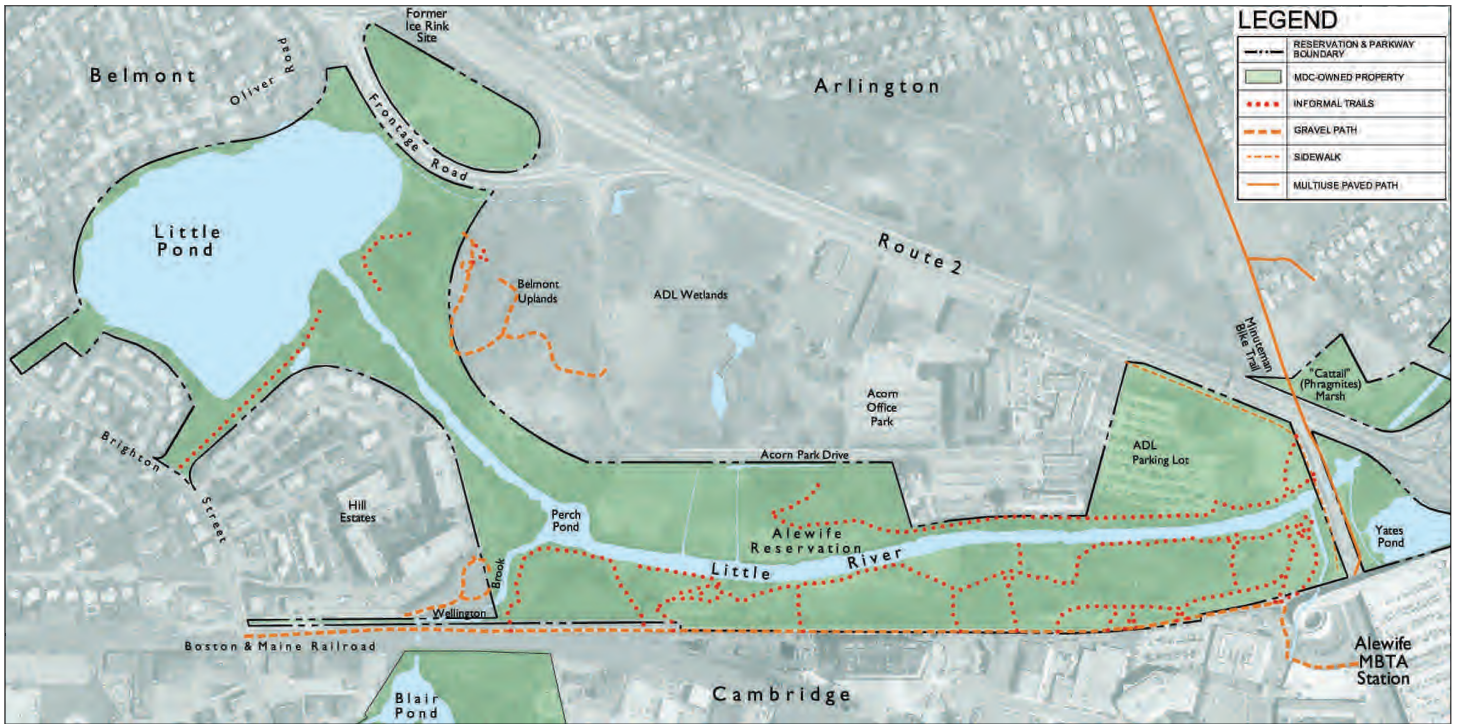 Former
Ice Rink
Site
LEGEND
RESERVATION & PARKWAY
BOUNDARY
MDC-OWNED PROPERTY
INFORMAL TRAILS
GRAVEL PATH
SIDEWALK
MULTIUSE PAVED PATH
Belmont
Oliver Road
Arlington
Frontage Road
Little
Pond
Route 2
Belmont
Uplands
ADL Wetlands
Minuteman
Bike Trail
"Cattail"
(Phragmites)
Marsh
Acorn
Office
Park
Brighton Street
Acorn Park Drive
ADL
Parking Lot
Hill
Estates
Perch
Pond
Alewife
Reservation
Yates
Pond
Little River
Wellington Brook
Boston & Maine Railroad
Alewife
MBTA
Station
Blair
Pond
Cambridge